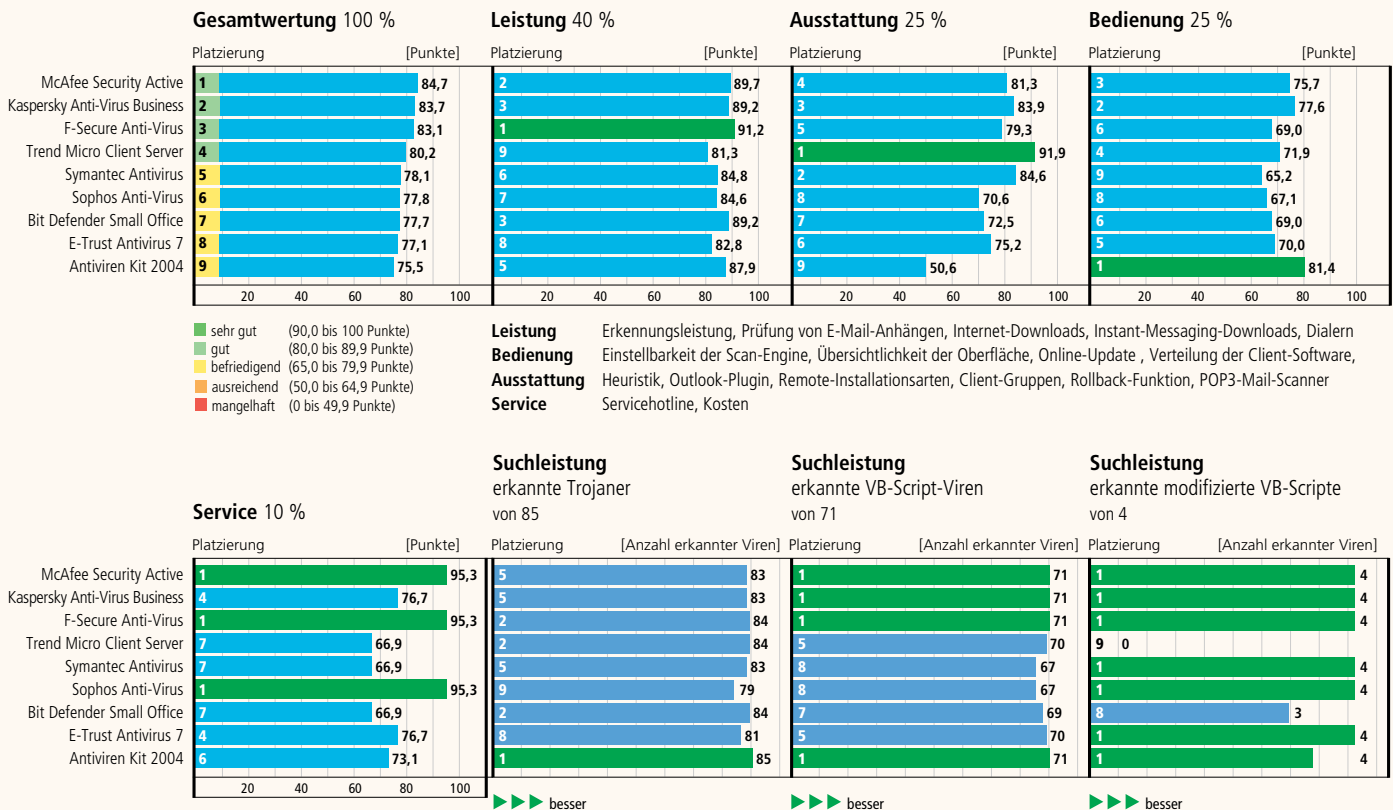 Gesamtwertung 100 % Leistung 40 % Ausstattung 25 % Bedienung 25 %
Platzierung [Punkte] Platzierung [Punkte] Platzierung [Punkte] Platzierung [Punkte]
McAfee Security Active 1 84,7 2 89,7 4 81,3 3 75,7
Kaspersky Anti-Virus Business 2 83,7 3 89,2 3 83,9 2 77,6
F-Secure Anti-Virus 3 83,1 1 91,2 5 79,3 6 69,0
Trend Micro Client Server 4 80,2 9 81,3 1 91,9 4 71,9
Symantec Antivirus 5 78,1 6 84,8 2 84,6 9 65,2
Sophos Anti-Virus 6 77,8 7 84,6 8 70,6 8 67,1
Bit Defender Small Office 7 77,7 3 89,2 7 72,5 6 69,0
E-Trust Antivirus 7 8 77,1 8 82,8 6 75,2 5 70,0
Antiviren Kit 2004 9 75,5 5 87,9 9 50,6 1 81,4
20 40 60 80 100 20 40 60 80 100 20 40 60 80 100 20 40 60 80 100
sehr gut (90,0 bis 100 Punkte)
gut (80,0 bis 89,9 Punkte)
befriedigend (65,0 bis 79,9 Punkte)
ausreichend (50,0 bis 64,9 Punkte)
mangelhaft (0 bis 49,9 Punkte)
Leistung Erkennungsleistung, Prüfung von E-Mail-Anhängen, Internet-Downloads, Instant-Messaging-Downloads, Dialern
Bedienung Einstellbarkeit der Scan-Engine, Übersichtlichkeit der Oberfläche, Online-Update , Verteilung der Client-Software,
Ausstattung Heuristik, Outlook-Plugin, Remote-Installationsarten, Client-Gruppen, Rollback-Funktion, POP3-Mail-Scanner
Service Servicehotline, Kosten
Service 10 %
Suchleistung
erkannte Trojaner
von 85
Suchleistung
erkannte VB-Script-Viren
von 71
Suchleistung
erkannte modifizierte VB-Scripte
von 4
Platzierung [Punkte] Platzierung [Anzahl erkannter Viren] Platzierung [Anzahl erkannter Viren] Platzierung [Anzahl erkannter Viren]
McAfee Security Active 1 95,3 5 83 1 71 1 4
Kaspersky Anti-Virus Business 4 76,7 5 83 1 71 1 4
F-Secure Anti-Virus 1 95,3 2 84 1 71 1 4
Trend Micro Client Server 7 66,9 2 84 5 70 9 0
Symantec Antivirus 7 66,9 5 83 8 67 1 4
Sophos Anti-Virus 1 95,3 9 79 8 67 1 4
Bit Defender Small Office 7 66,9 2 84 7 69 8 3
E-Trust Antivirus 7 4 76,7 8 81 5 70 1 4
Antiviren Kit 2004 6 73,1 1 85 1 71 1 4
20 40 60 80 100
besser besser besser